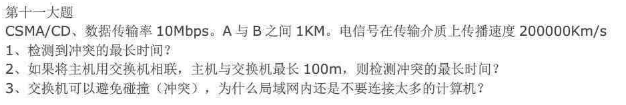 第十一大题
CSMA/CD、数据传输率 10Mbps。A 与 B 之间 1KM。电信号在传输介质上传播速度 200000Km/s
1、检测到冲突的最长时间？
2、如果将主机用交换机相联，主机与交换机最长 100m，则检测冲突的最长时间？
3、交换机可以避免碰撞（冲突），为什么局域网内还是不要连接太多的计算机？